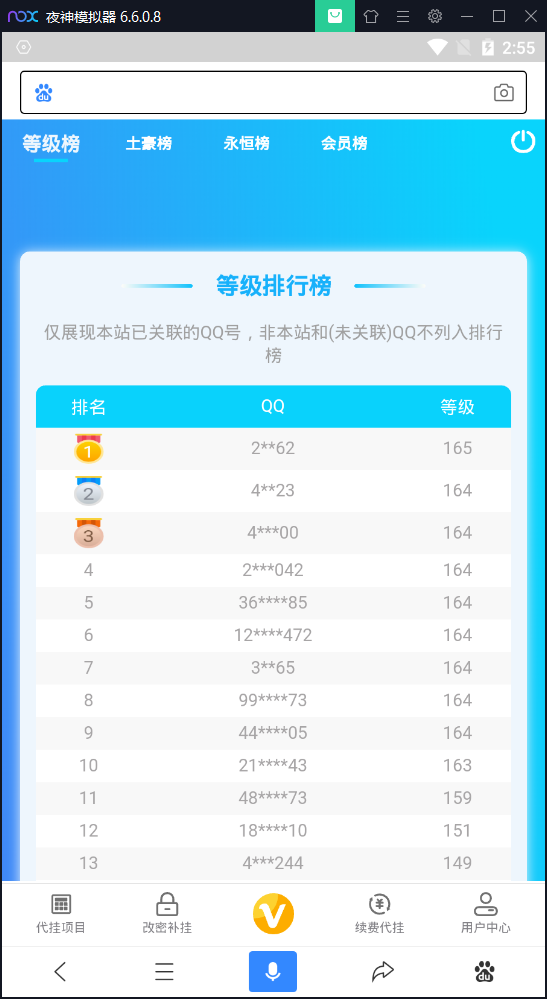 nox 夜神模拟器 6.6.0.8
2:55
du
等级榜 土豪榜 永恒榜 会员榜
等级排行榜
仅展现本站已关联的QQ号，非本站和(未关联)QQ不列入排行
榜
排名 QQ 等级
1 2**62 165
2 4**23 164
3 4***00 164
4 2***042 164
5 36****85 164
6 12****472 164
7 3**65 164
8 99****73 164
9 44****05 164
10 21****43 163
11 48****73 159
12 18****10 151
13 4***244 149
代挂项目 改密补挂 V 续费代挂 用户中心
du